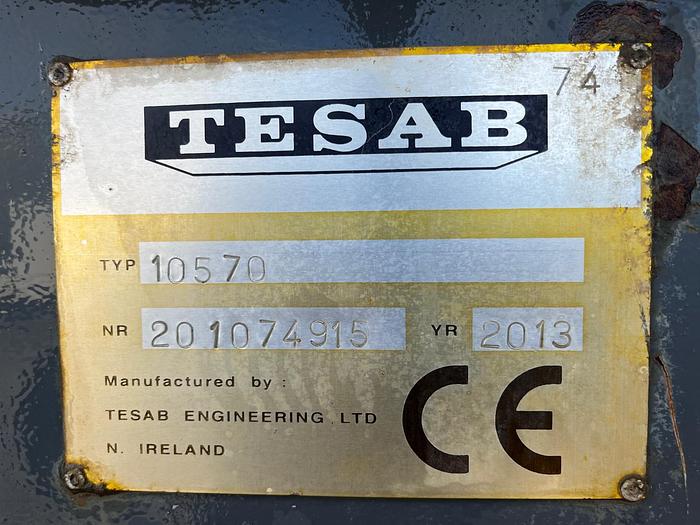 74
TESAB
TYP 10570
NR 201074915 YR 2013
Manufactured by :
TESAB ENGINEERING LTD
N. IRELAND
CE